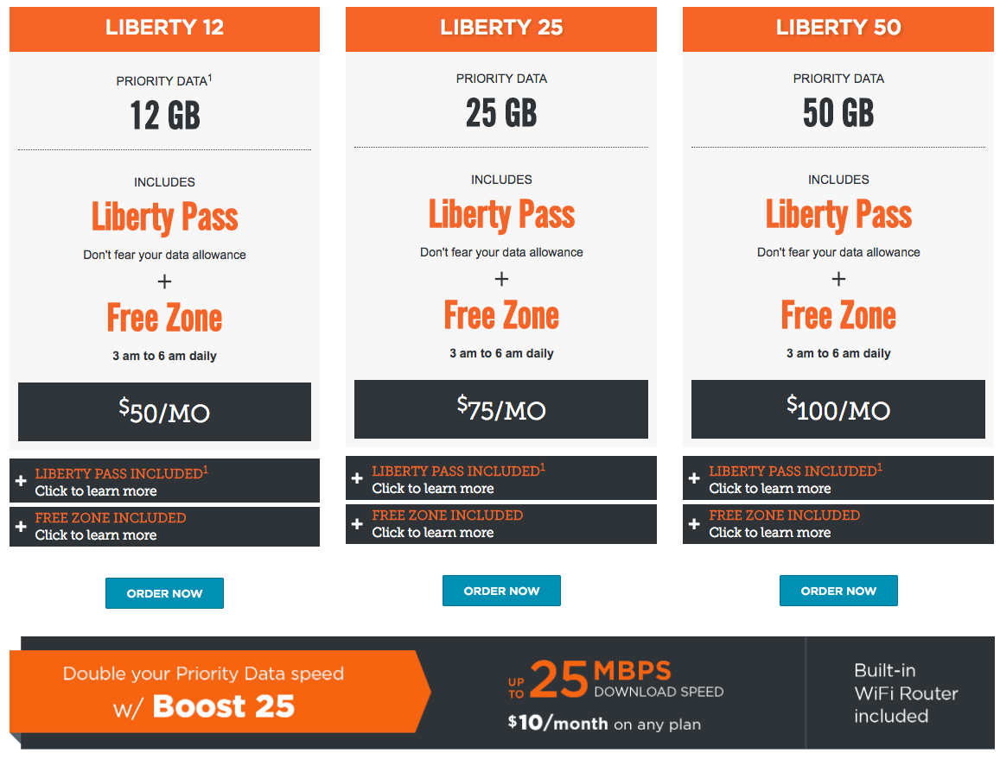 LIBERTY 12
PRIORITY DATA¹
12 GB
INCLUDES
Liberty Pass
Don't fear your data allowance
+
Free Zone
3 am to 6 am daily
$50/MO
+ LIBERTY PASS INCLUDED¹
Click to learn more
+ FREE ZONE INCLUDED
Click to learn more
ORDER NOW
LIBERTY 25
PRIORITY DATA
25 GB
INCLUDES
Liberty Pass
Don't fear your data allowance
+
Free Zone
3 am to 6 am daily
$75/MO
+ LIBERTY PASS INCLUDED¹
Click to learn more
+ FREE ZONE INCLUDED
Click to learn more
ORDER NOW
LIBERTY 50
PRIORITY DATA
50 GB
INCLUDES
Liberty Pass
Don't fear your data allowance
+
Free Zone
3 am to 6 am daily
$100/MO
+ LIBERTY PASS INCLUDED¹
Click to learn more
+ FREE ZONE INCLUDED
Click to learn more
ORDER NOW
Double your Priority Data speed
w/ Boost 25
UP TO 25 MBPS
DOWNLOAD SPEED
$10/month on any plan
Built-in
WiFi Router
included